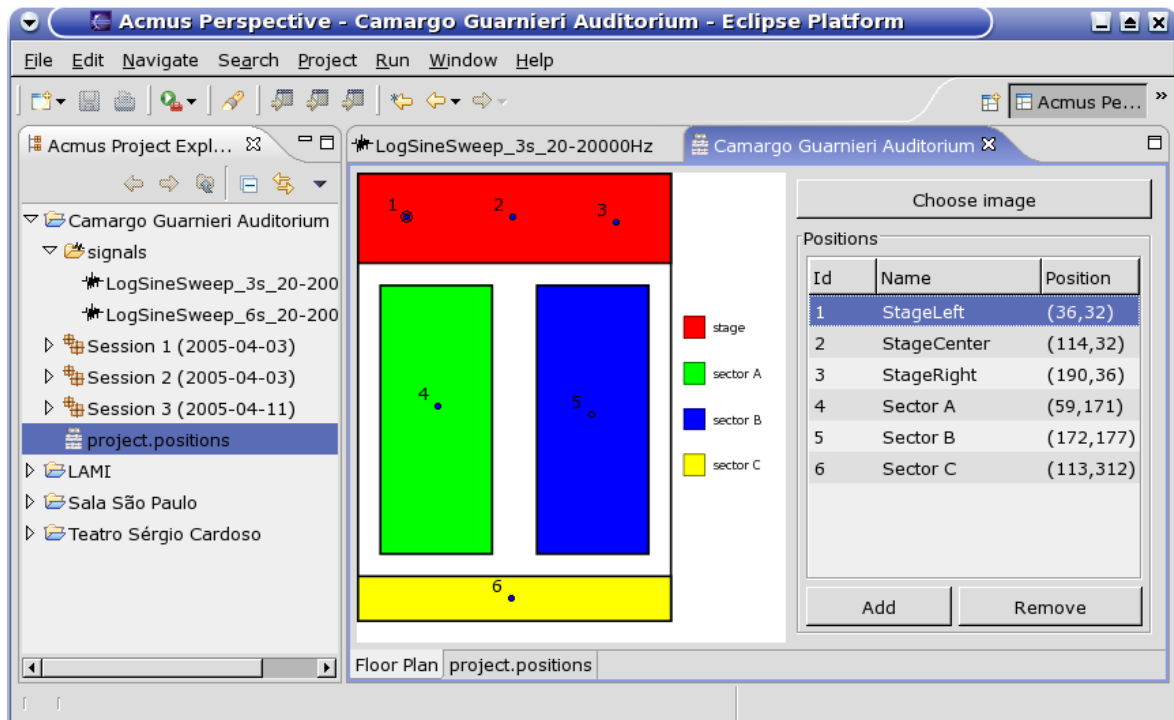 Acmus Perspective - Camargo Guarnieri Auditorium - Eclipse Platform
File Edit Navigate Search Project Run Window Help
Acmus Pe... »
Acmus Project Expl...
Camargo Guarnieri Auditorium
signals
LogSineSweep_3s_20-200
LogSineSweep_6s_20-200
Session 1 (2005-04-03)
Session 2 (2005-04-03)
Session 3 (2005-04-11)
project.positions
LAMI
Sala São Paulo
Teatro Sérgio Cardoso
LogSineSweep_3s_20-20000Hz
Camargo Guarnieri Auditorium
1
2
3
4
5
6
stage
sector A
sector B
sector C
Floor Plan project.positions
Choose image
Positions
Id Name Position
1 StageLeft (36,32)
2 StageCenter (114,32)
3 StageRight (190,36)
4 Sector A (59,171)
5 Sector B (172,177)
6 Sector C (113,312)
Add Remove